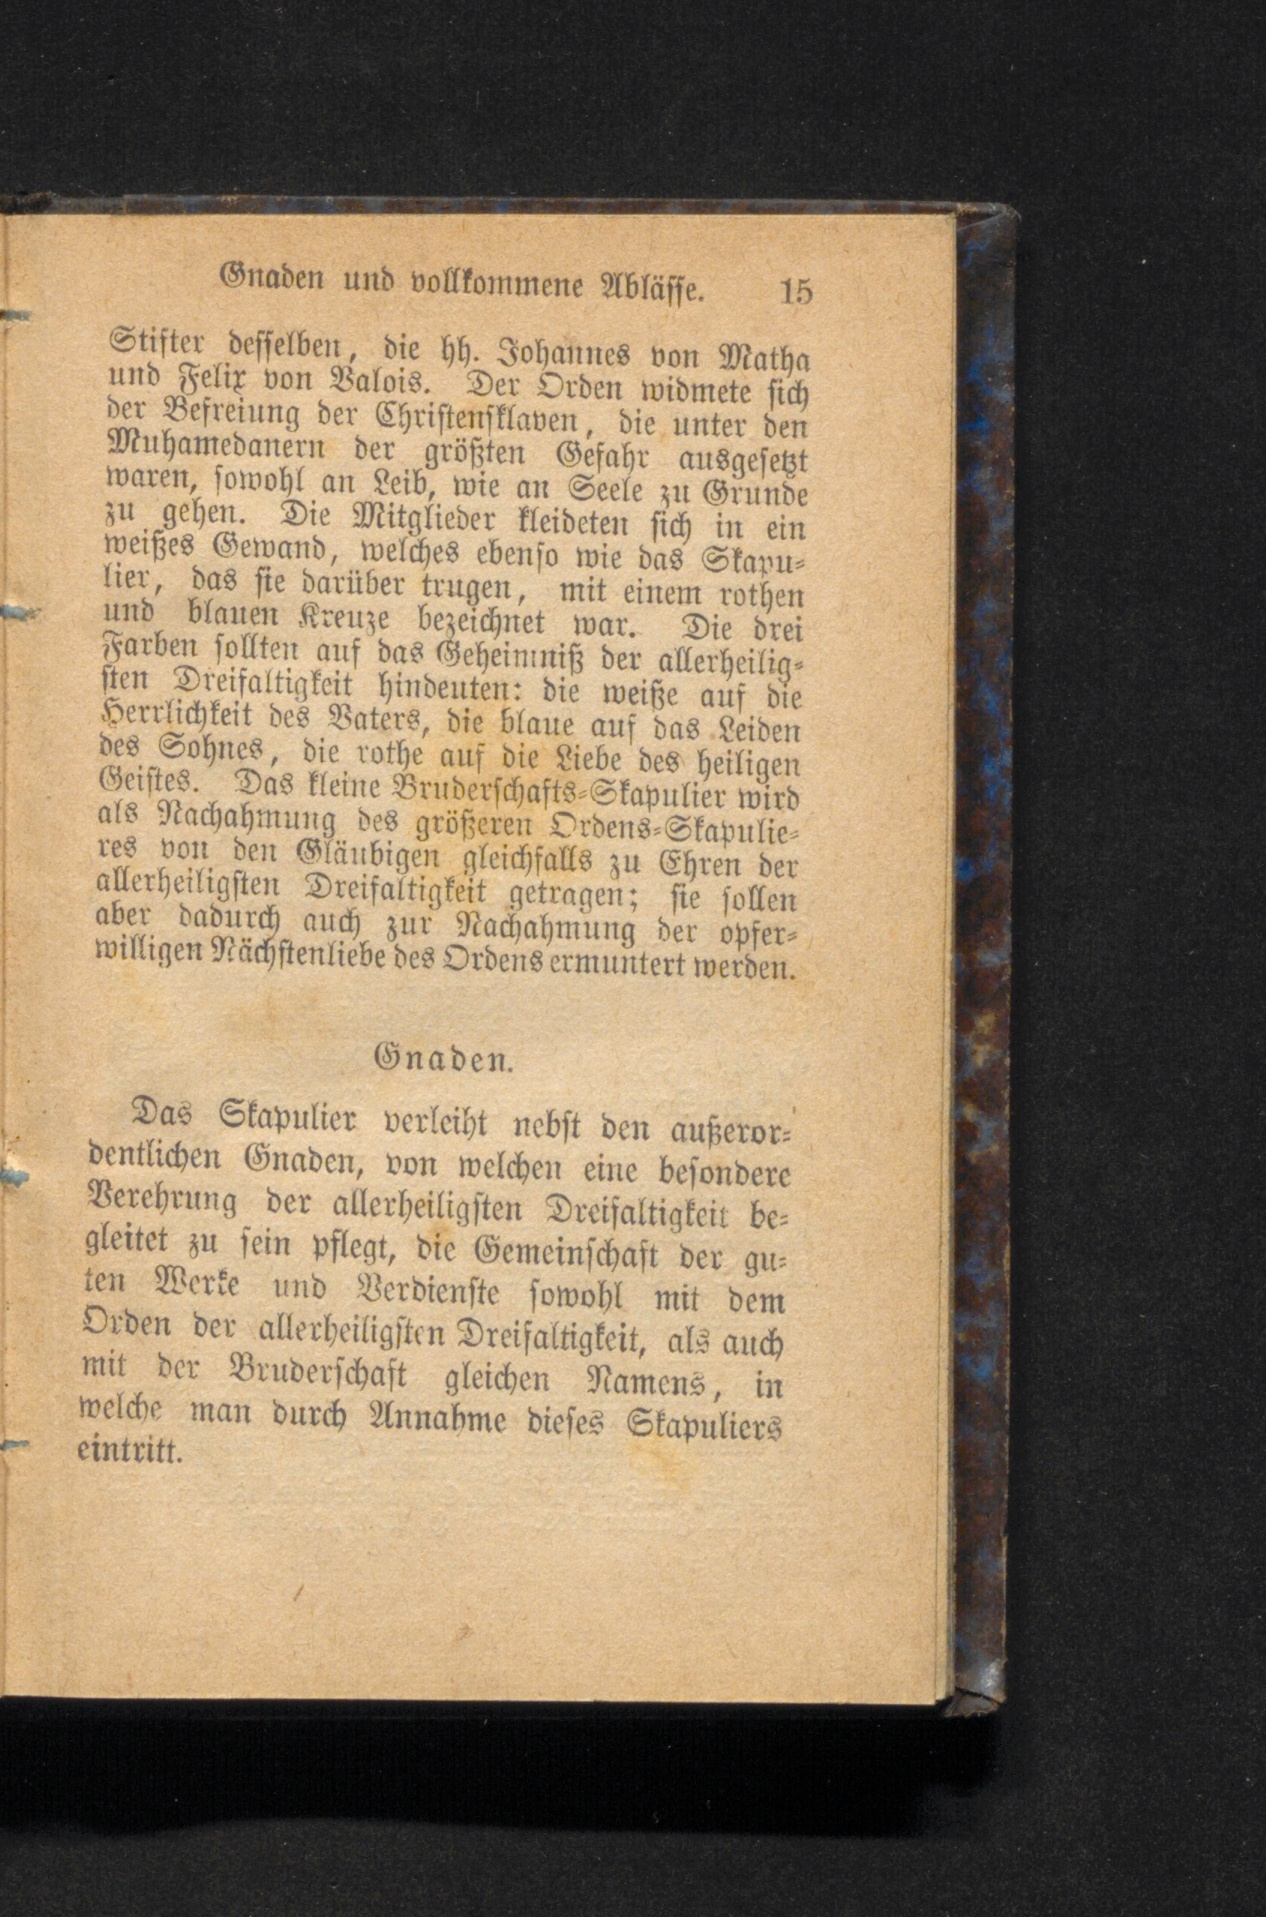 Gnaden und vollkommene Ablässe. 15
Stifter desselben, die hh. Johannes von Matha
und Felix von Valois. Der Orden widmete sich
der Befreiung der Christensklaven, die unter den
Muhamedanern der größten Gefahr ausgesetzt
waren, sowohl an Leib, wie an Seele zu Grunde
zu gehen. Die Mitglieder kleideten sich in ein
weißes Gewand, welches ebenso wie das Skapu-
lier, das sie darüber trugen, mit einem rothen
und blauen Kreuze bezeichnet war. Die drei
Farben sollten auf das Geheimniß der allerheilig-
sten Dreifaltigkeit hindeuten: die weiße auf die
Herrlichkeit des Vaters, die blaue auf das Leiden
des Sohnes, die rothe auf die Liebe des heiligen
Geistes. Das kleine Bruderschafts-Skapulier wird
als Nachahmung des größeren Ordens-Skapulie-
res von den Gläubigen gleichfalls zu Ehren der
allerheiligsten Dreifaltigkeit getragen; sie sollen
aber dadurch auch zur Nachahmung der opfer-
willigen Nächstenliebe des Ordens ermuntert werden.
Gnaden.
Das Skapulier verleiht nebst den außeror-
dentlichen Gnaden, von welchen eine besondere
Verehrung der allerheiligsten Dreifaltigkeit be-
gleitet zu sein pflegt, die Gemeinschaft der gu-
ten Werke und Verdienste sowohl mit dem
Orden der allerheiligsten Dreifaltigkeit, als auch
mit der Bruderschaft gleichen Namens, in
welche man durch Annahme dieses Skapuliers
eintritt.